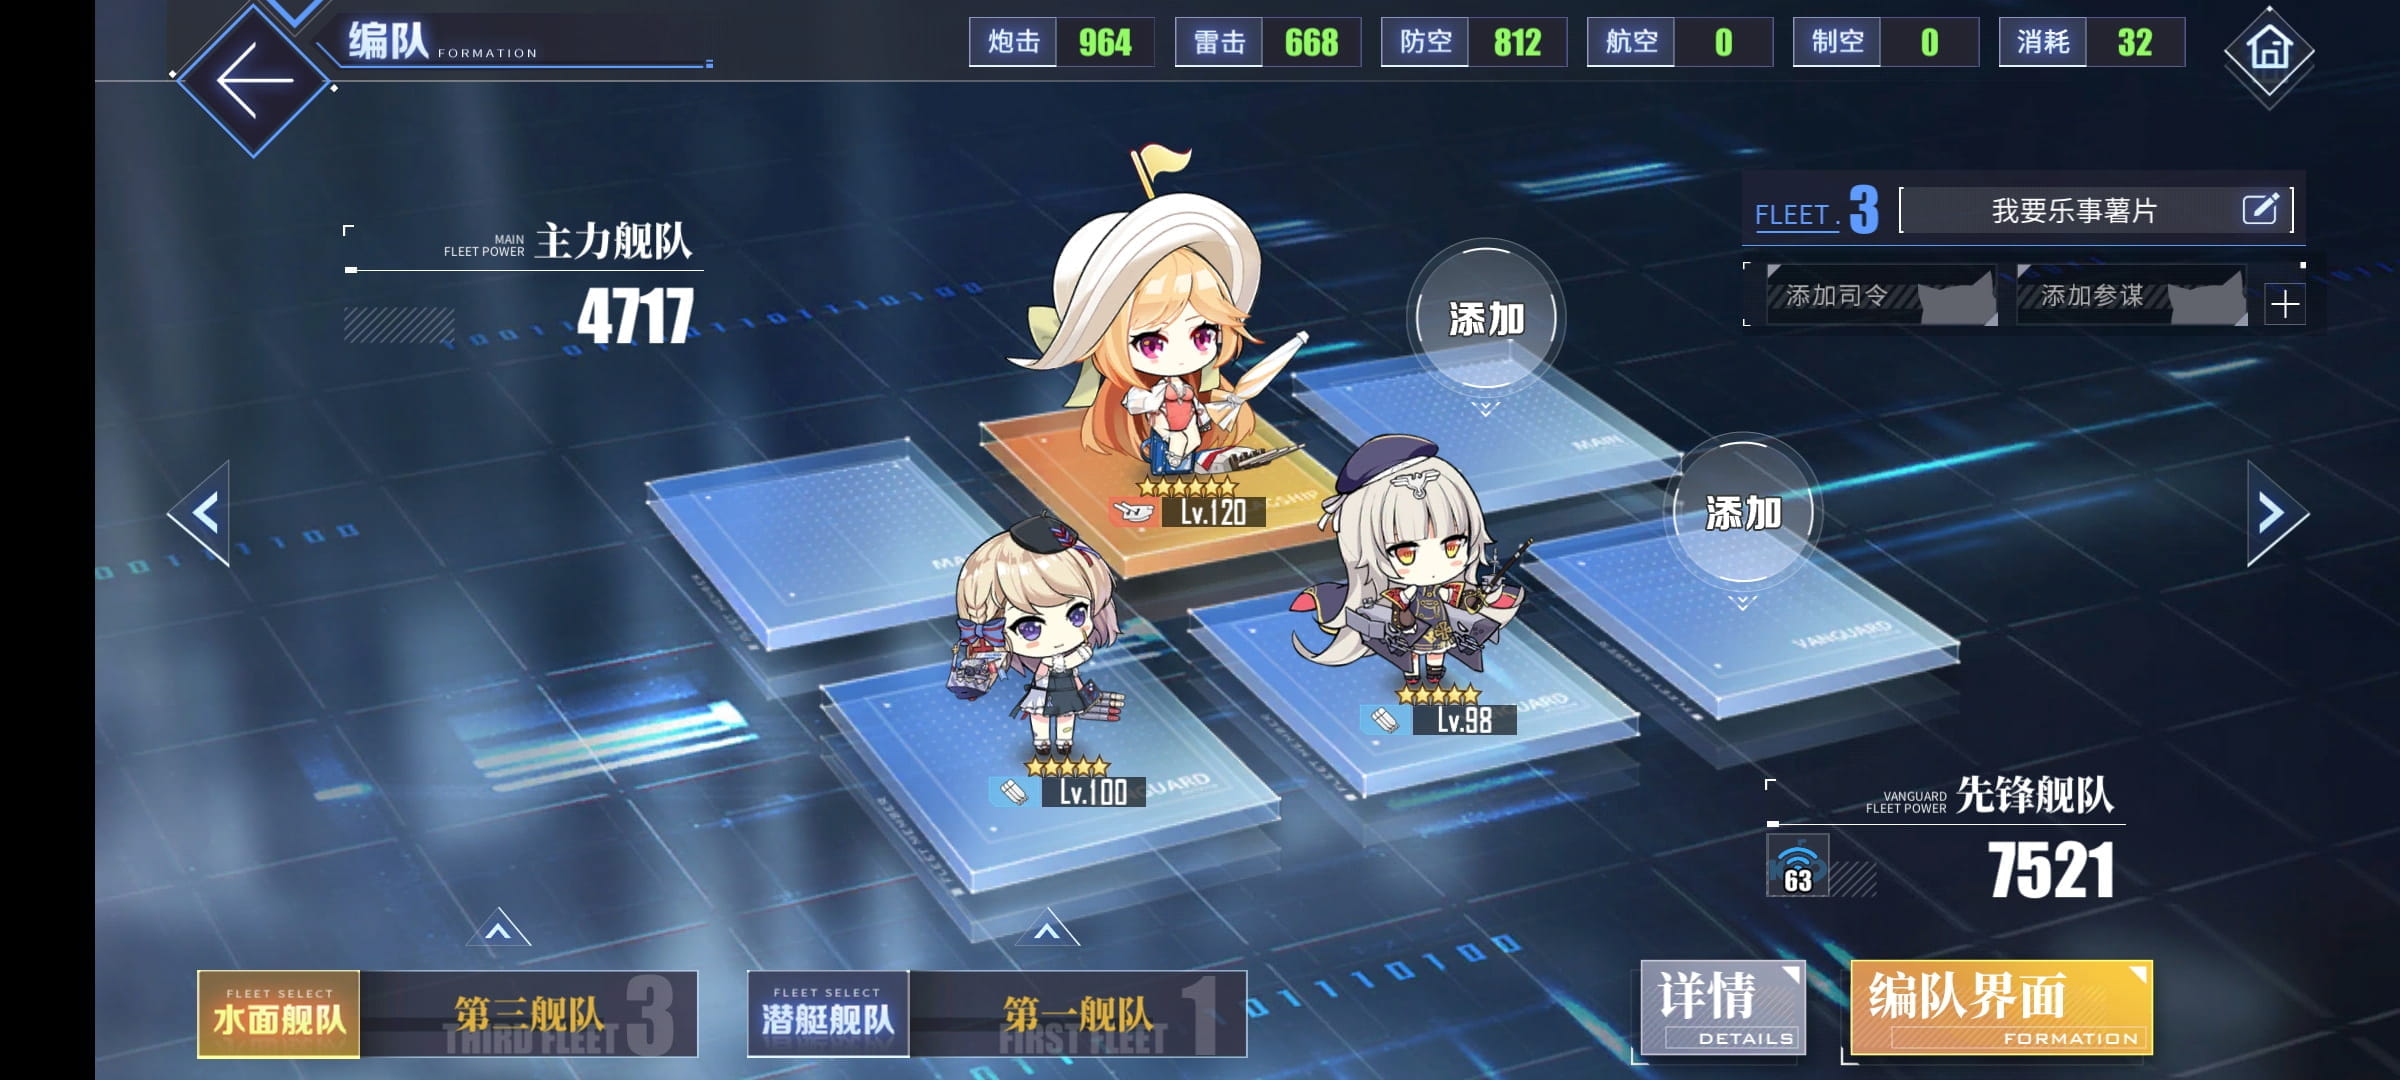 编队 FORMATION
炮击 964 雷击 668 防空 812 航空 0 制空 0 消耗 32
FLEET. 3 我要乐事薯片
添加司令 添加参谋
MAIN
FLEET POWER 主力舰队
4717
添加
MAIN
添加
Lv.120
VANGUARD
Lv.98
Lv.100
VANGUARD
FLEET POWER 先锋舰队
63
7521
FLEET SELECT
水面舰队
第三舰队 3
THIRD FLEET
FLEET SELECT
潜艇舰队
第一舰队 1
FIRST FLEET
详情
DETAILS
编队界面
FORMATION